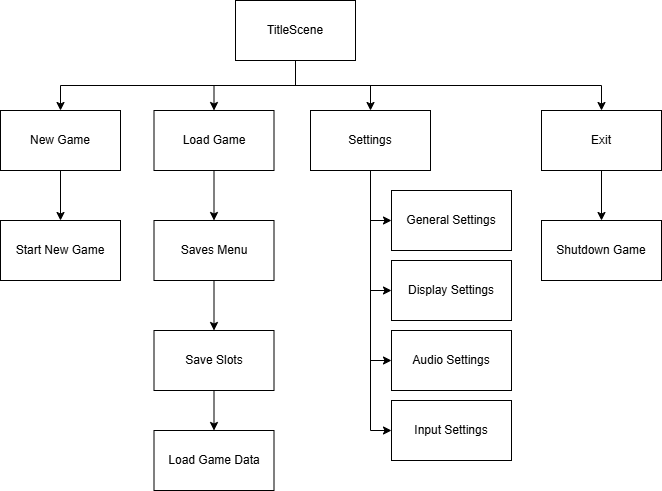 TitleScene
New Game
Load Game
Settings
Exit
Start New Game
Saves Menu
General Settings
Shutdown Game
Display Settings
Save Slots
Audio Settings
Load Game Data
Input Settings